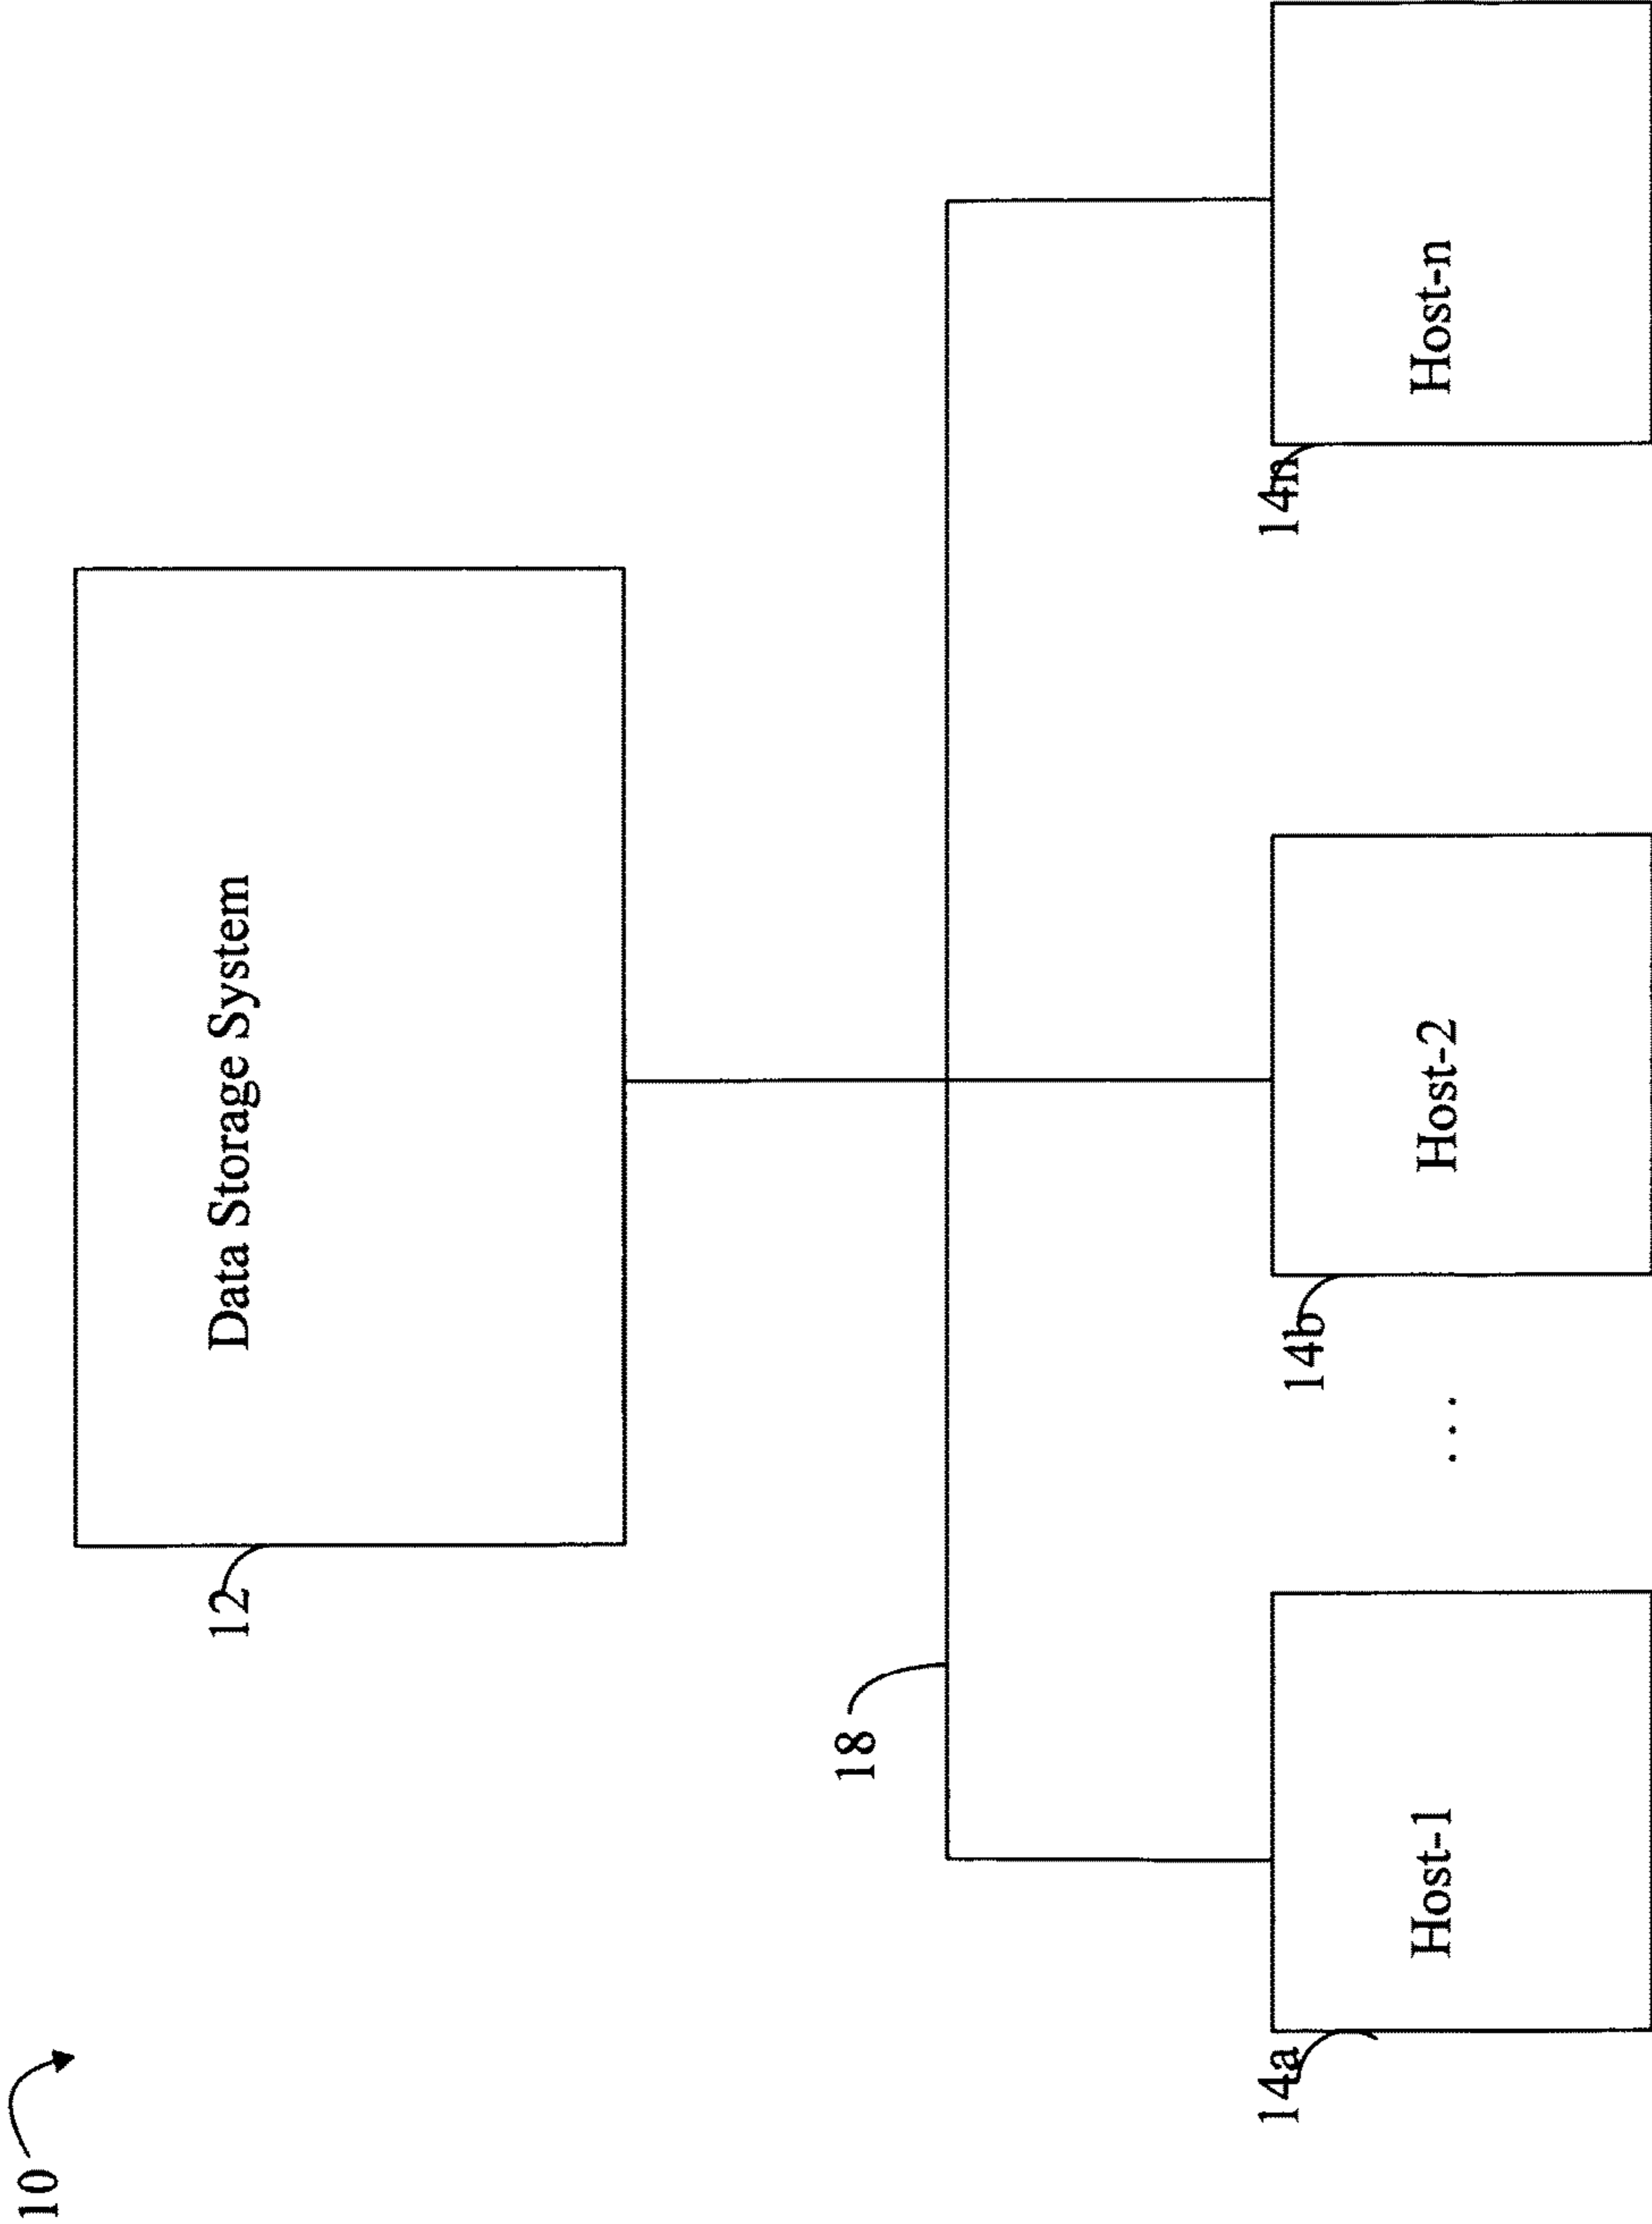 10
12
Data Storage System
18
14a
Host-1
. . .
14b
Host-2
14n
Host-n